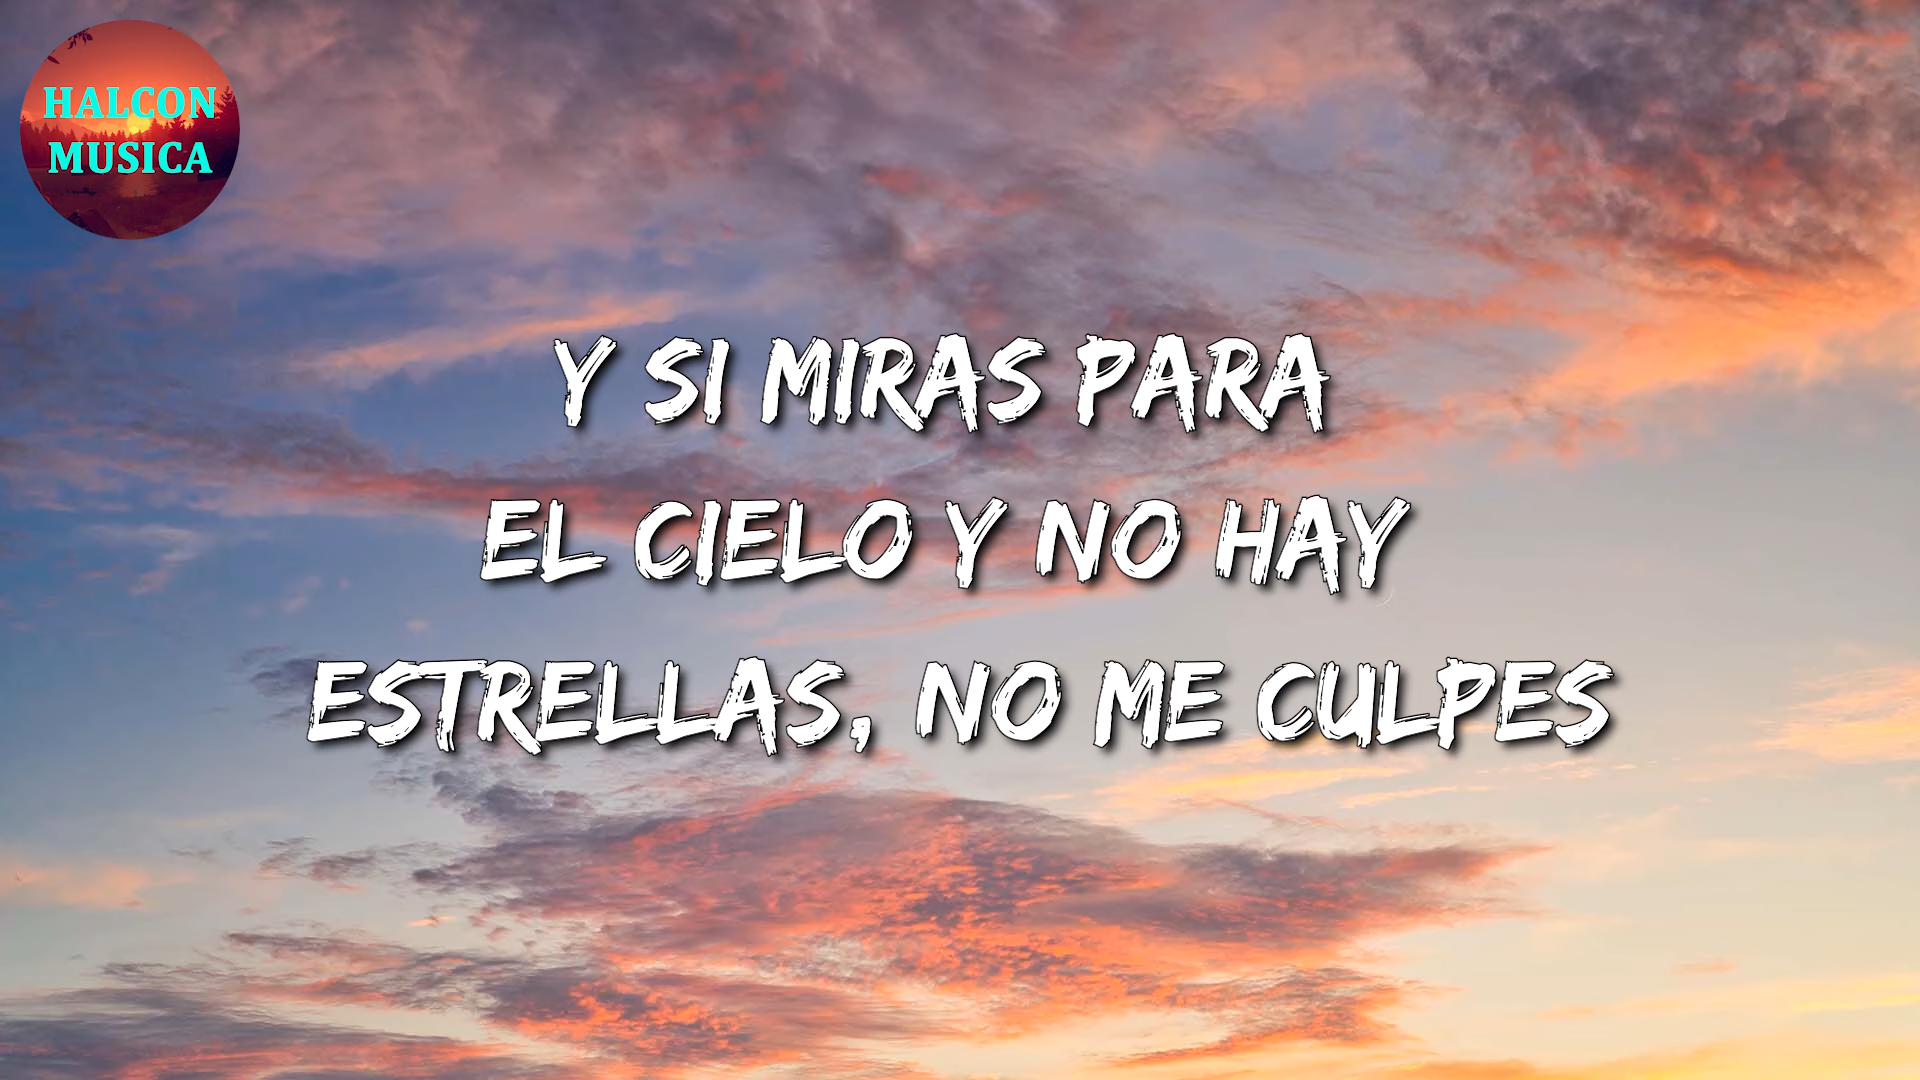 HALCON
MUSICA
Y SI MIRAS PARA
EL CIELO Y NO HAY
ESTRELLAS, NO ME CULPES